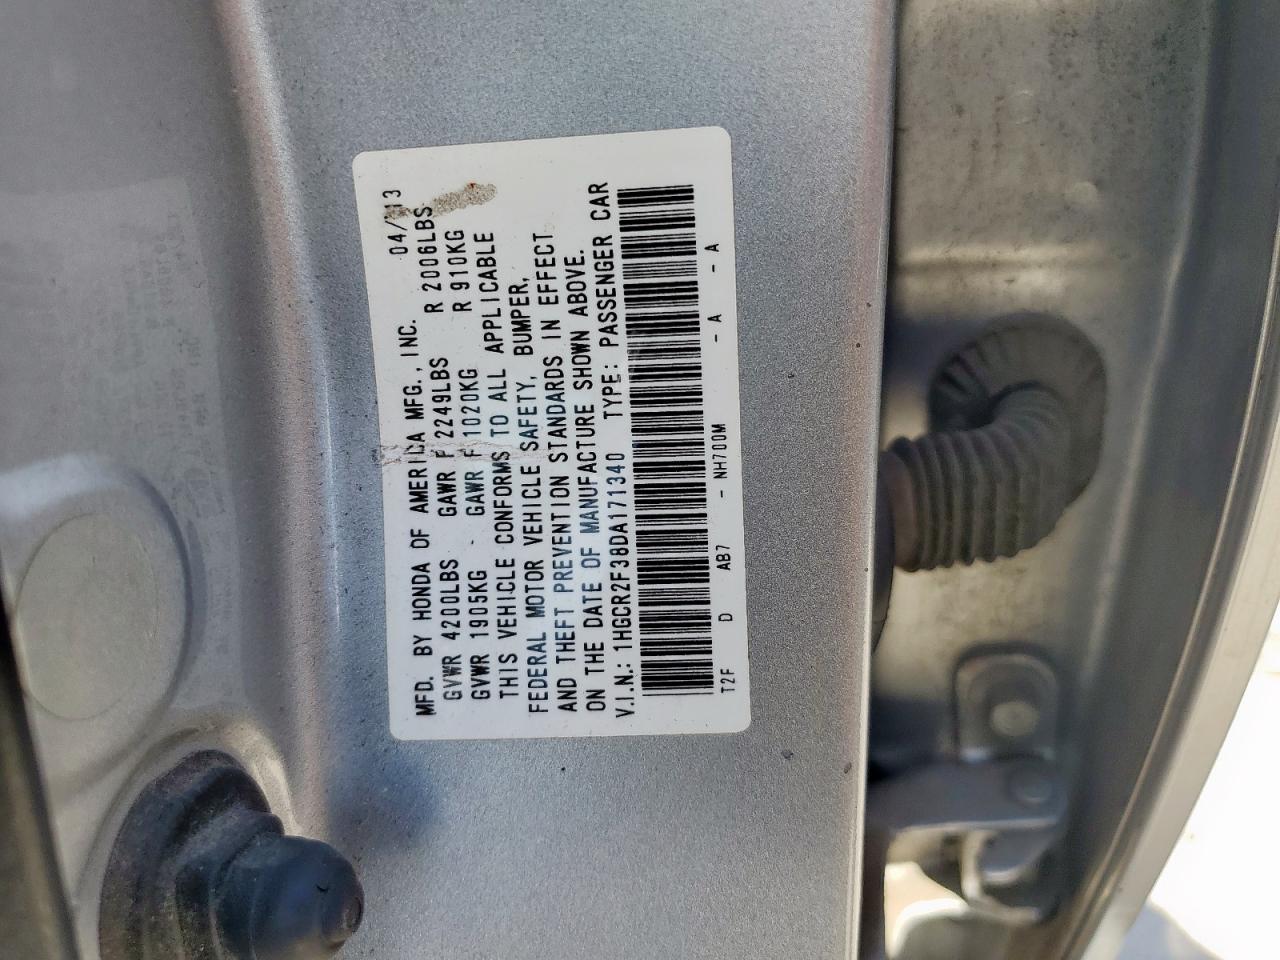 MFD. BY HONDA OF AMERICA MFG., INC. 04/13
GVWR 4200LBS GAWR F 2249LBS R 2006LBS
GVWR 1905KG GAWR F 1020KG R 910KG
THIS VEHICLE CONFORMS TO ALL APPLICABLE
FEDERAL MOTOR VEHICLE SAFETY, BUMPER,
AND THEFT PREVENTION STANDARDS IN EFFECT
ON THE DATE OF MANUFACTURE SHOWN ABOVE.
V.I.N.: 1HGCR2F38DA171340 TYPE: PASSENGER CAR
T2F D AB7 - NH700M - A - A